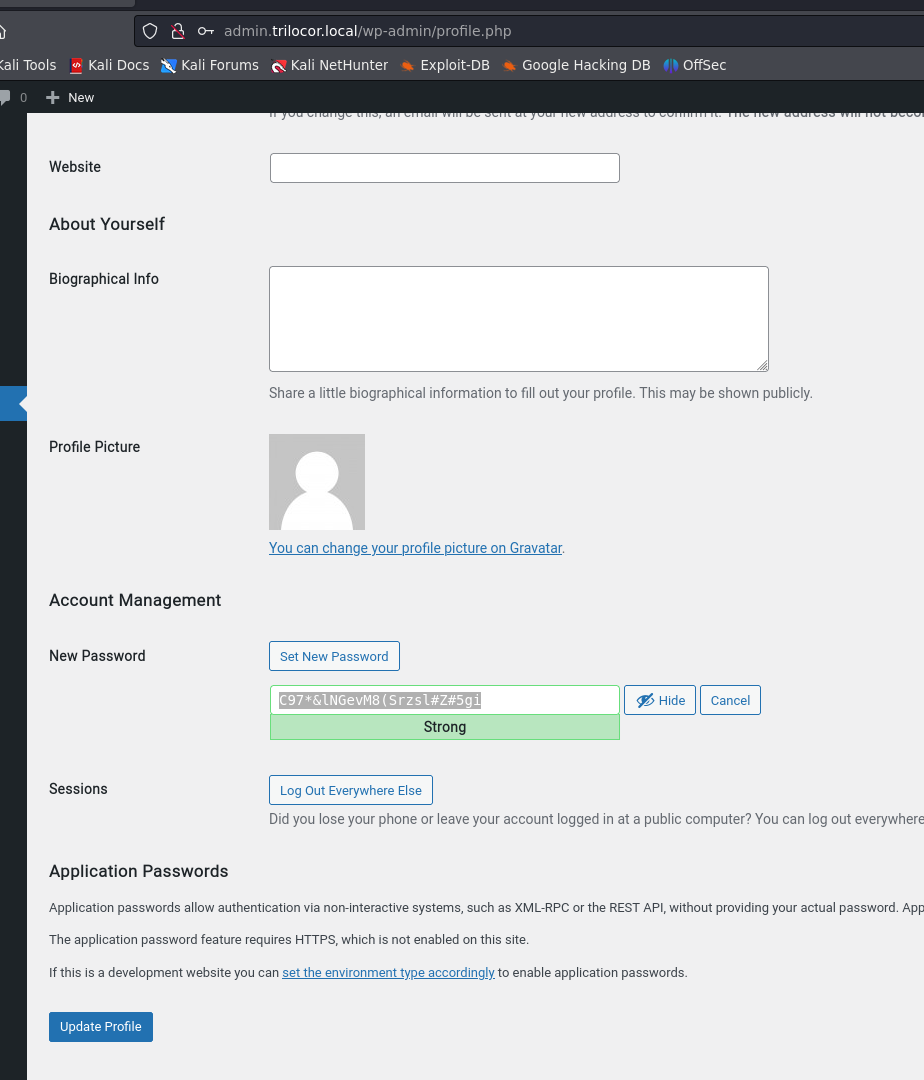 admin.trilocor.local/wp-admin/profile.php
Kali Tools Kali Docs Kali Forums Kali NetHunter Exploit-DB Google Hacking DB OffSec
0 New
If you change this, an email will be sent at your new address to confirm it. The new address will not
Website
About Yourself
Biographical Info
Share a little biographical information to fill out your profile. This may be shown publicly.
Profile Picture
You can change your profile picture on Gravatar.
Account Management
New Password Set New Password
C97*&lNGevM8(Srzsl#Z#5gi Hide Cancel
Strong
Sessions Log Out Everywhere Else
Did you lose your phone or leave your account logged in at a public computer? You can log out everywhere
Application Passwords
Application passwords allow authentication via non-interactive systems, such as XML-RPC or the REST API, without providing your actual password. App
The application password feature requires HTTPS, which is not enabled on this site.
If this is a development website you can set the environment type accordingly to enable application passwords.
Update Profile